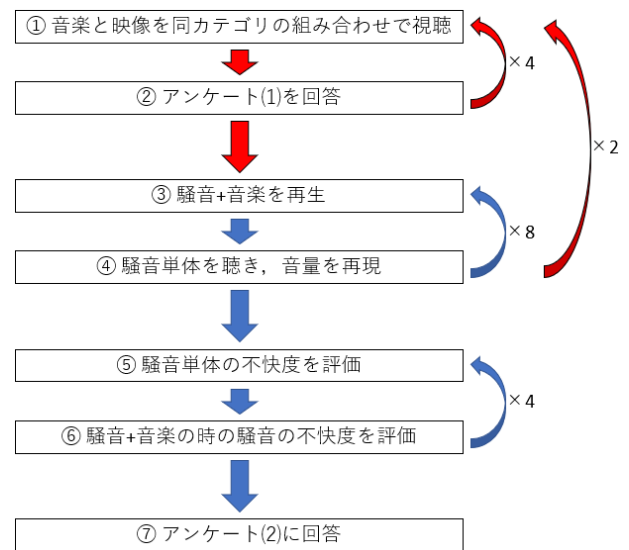 ① 音楽と映像を同カテゴリの組み合わせで視聴
×4
② アンケート(1)を回答
×2
③ 騒音+音楽を再生
×8
④ 騒音単体を聴き，音量を再現
⑤ 騒音単体の不快度を評価
×4
⑥ 騒音+音楽の時の騒音の不快度を評価
⑦ アンケート(2)に回答